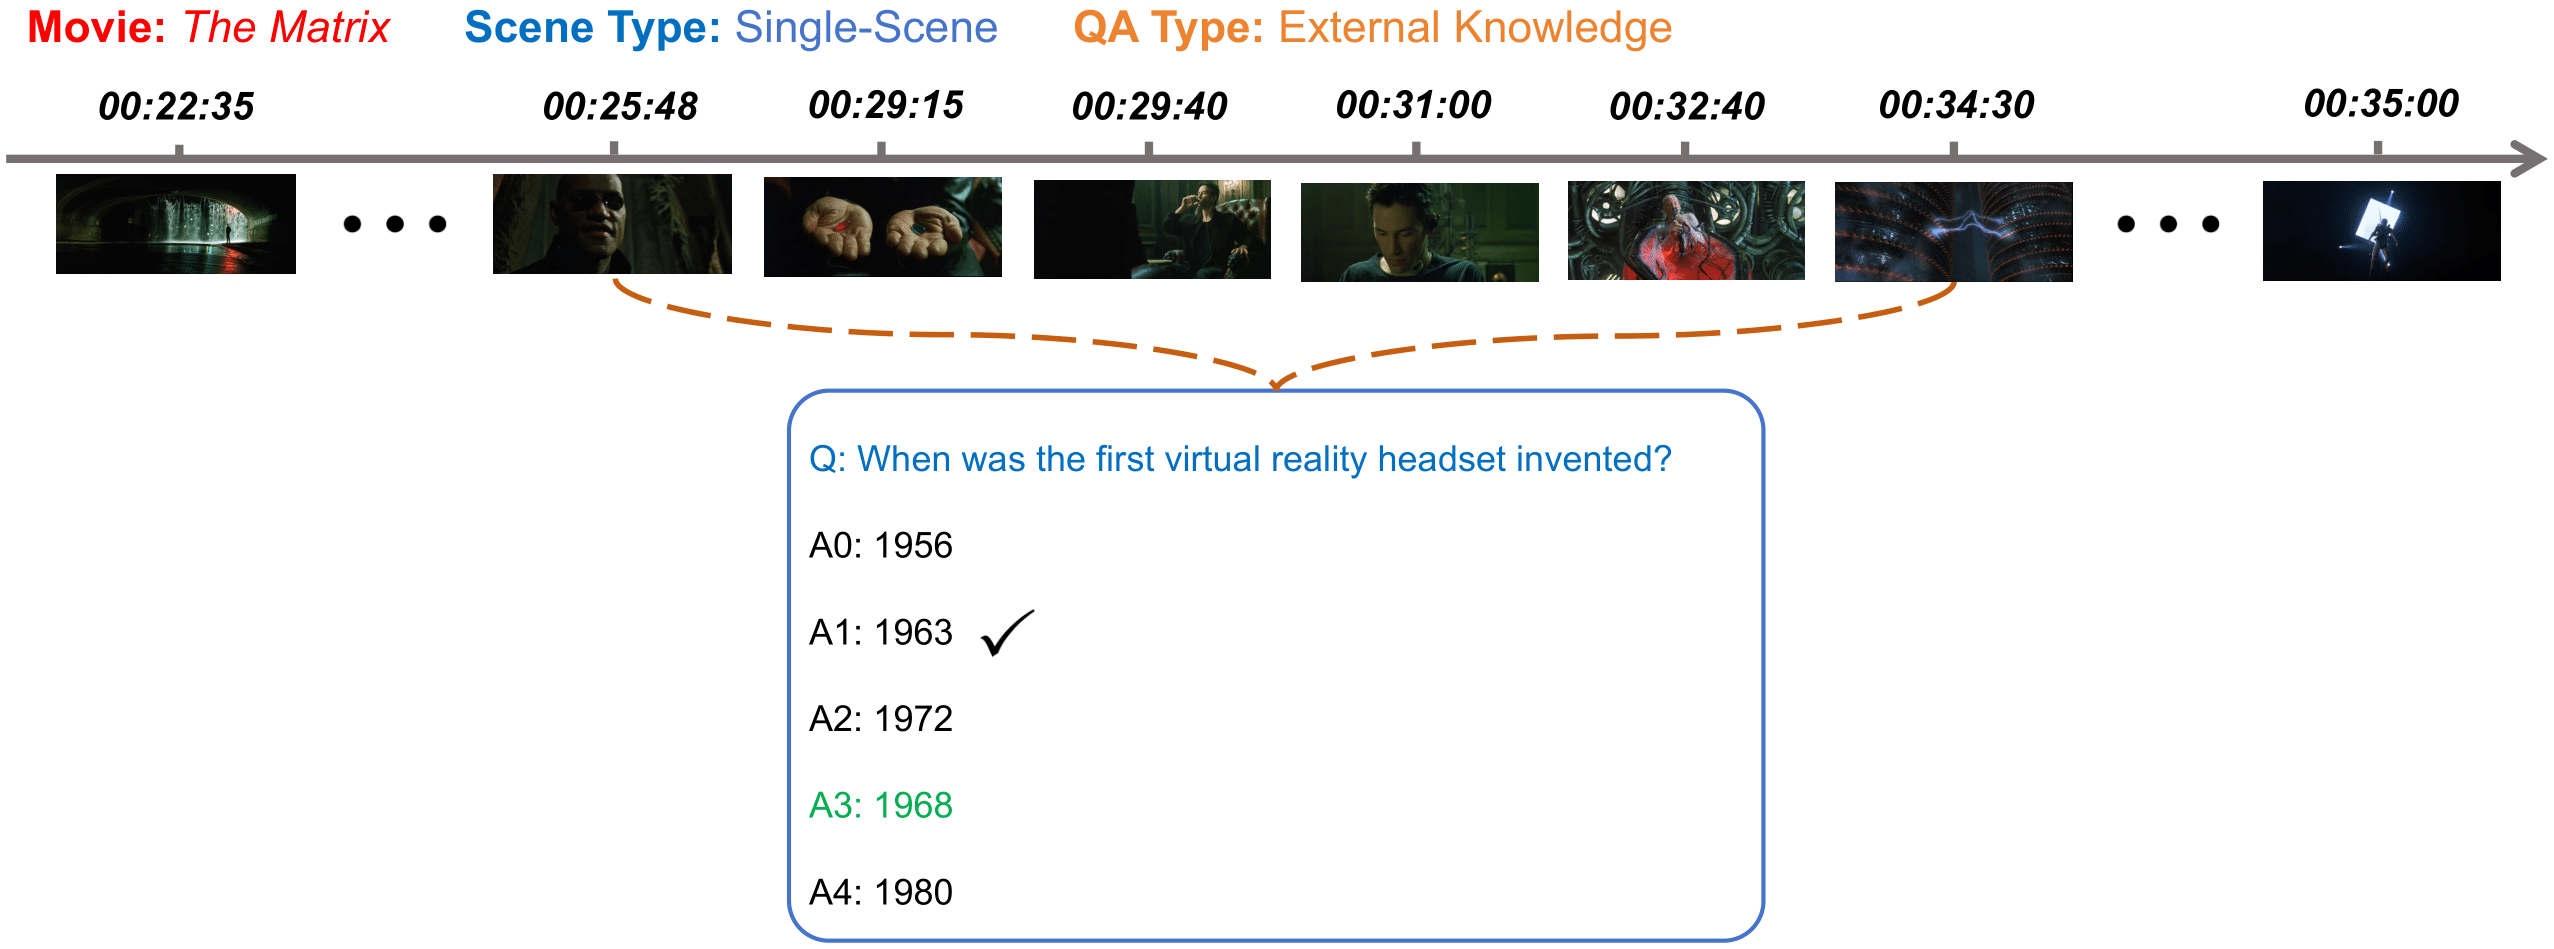 Movie: The Matrix Scene Type: Single-Scene QA Type: External Knowledge
00:22:35 00:25:48 00:29:15 00:29:40 00:31:00 00:32:40 00:34:30 00:35:00
Q: When was the first virtual reality headset invented?
A0: 1956
A1: 1963
A2: 1972
A3: 1968
A4: 1980